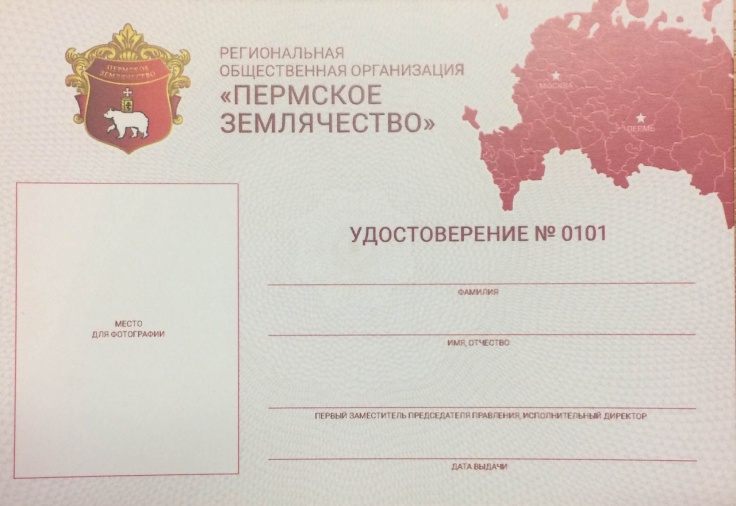 ПЕРМСКОЕ
ЗЕМЛЯЧЕСТВО
РЕГИОНАЛЬНАЯ
ОБЩЕСТВЕННАЯ ОРГАНИЗАЦИЯ
«ПЕРМСКОЕ
ЗЕМЛЯЧЕСТВО»
МОСКВА
ПЕРМЬ
УДОСТОВЕРЕНИЕ № 0101
ФАМИЛИЯ
МЕСТО
ДЛЯ ФОТОГРАФИИ
ИМЯ, ОТЧЕСТВО
ПЕРВЫЙ ЗАМЕСТИТЕЛЬ ПРЕДСЕДАТЕЛЯ ПРАВЛЕНИЯ, ИСПОЛНИТЕЛЬНЫЙ ДИРЕКТОР
ДАТА ВЫДАЧИ